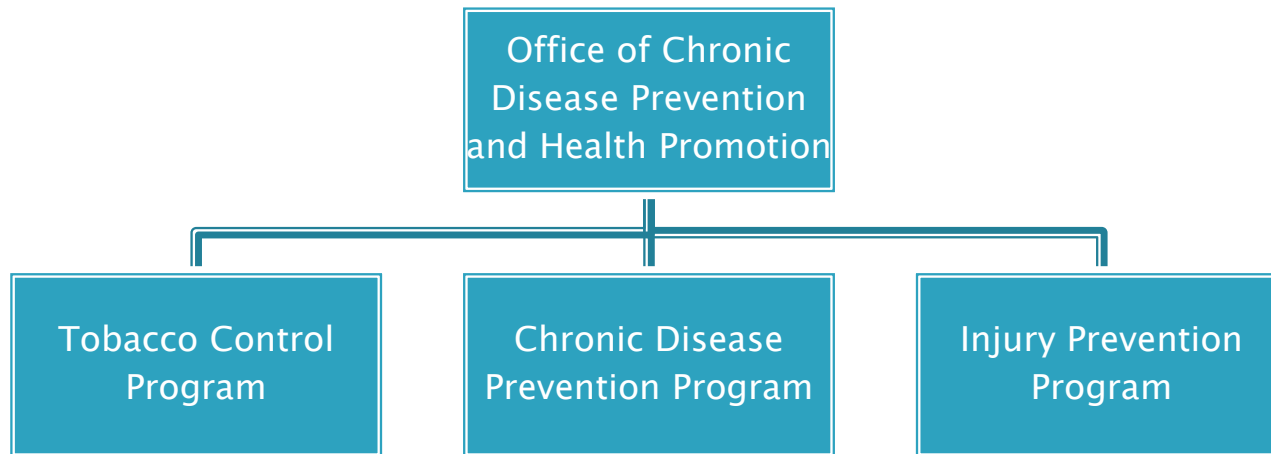 Office of Chronic
Disease Prevention
and Health Promotion
Tobacco Control
Program
Chronic Disease
Prevention Program
Injury Prevention
Program